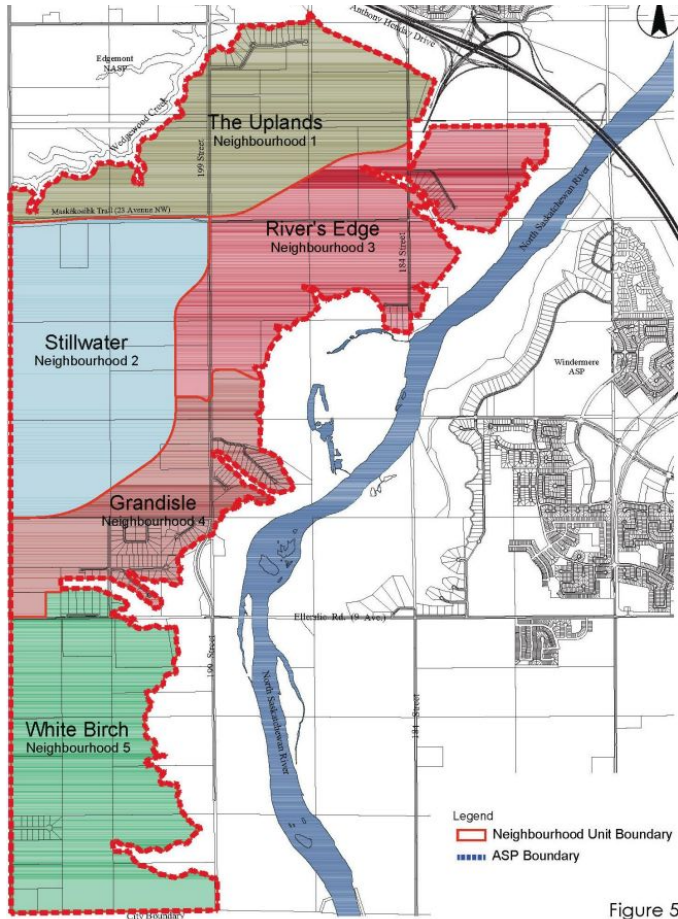 Anthony Henday Drive
Edgemont
NASP
Wedgewood Creek
The Uplands
Neighbourhood 1
199 Street
Maskêkosihk Trail (23 Avenue NW)
River's Edge
Neighbourhood 3
184 Street
North Saskatchewan River
Stillwater
Neighbourhood 2
Windermere
ASP
Grandisle
Neighbourhood 4
Ellerslie Rd. (9 Ave.)
199 Street
North Saskatchewan River
184 Street
White Birch
Neighbourhood 5
Legend
Neighbourhood Unit Boundary
ASP Boundary
City Boundary
Figure 5